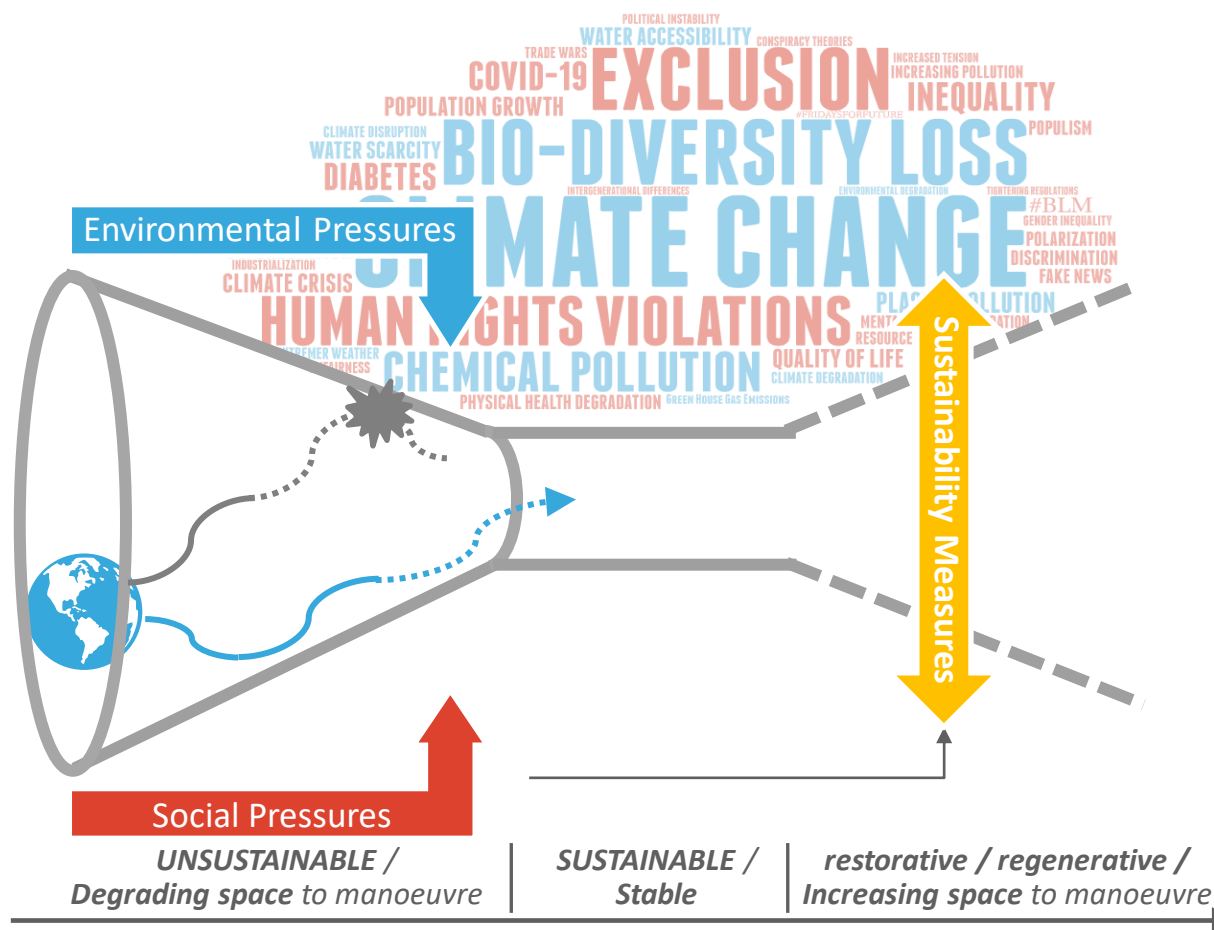 POLITICAL INSTABILITY
WATER ACCESSIBILITY CONSPIRACY THEORIES
TRADE WARS
COVID-19 EXCLUSION INCREASED TENSION
INCREASING POLLUTION
POPULATION GROWTH INEQUALITY
#FRIDAYSFORFUTURE
CLIMATE DISRUPTION BIO-DIVERSITY LOSS POPULISM
WATER SCARCITY
DIABETES
INTERGENERATIONAL DIFFERENCES ENVIRONMENTAL DEGRADATION TIGHTENING REGULATIONS
#BLM
GENDER INEQUALITY
Environmental Pressures
CLIMATE CHANGE
POLARIZATION
DISCRIMINATION
FAKE NEWS
INDUSTRIALIZATION
CLIMATE CRISIS
HUMAN RIGHTS VIOLATIONS
POLLUTION
RESOURCE
WEATHER CHEMICAL POLLUTION QUALITY OF LIFE
CLIMATE DEGRADATION
PHYSICAL HEALTH DEGRADATION GREEN HOUSE GAS EMISSIONS
Sustainability Measures
Social Pressures
UNSUSTAINABLE /
Degrading space to manoeuvre
SUSTAINABLE /
Stable
restorative / regenerative /
Increasing space to manoeuvre